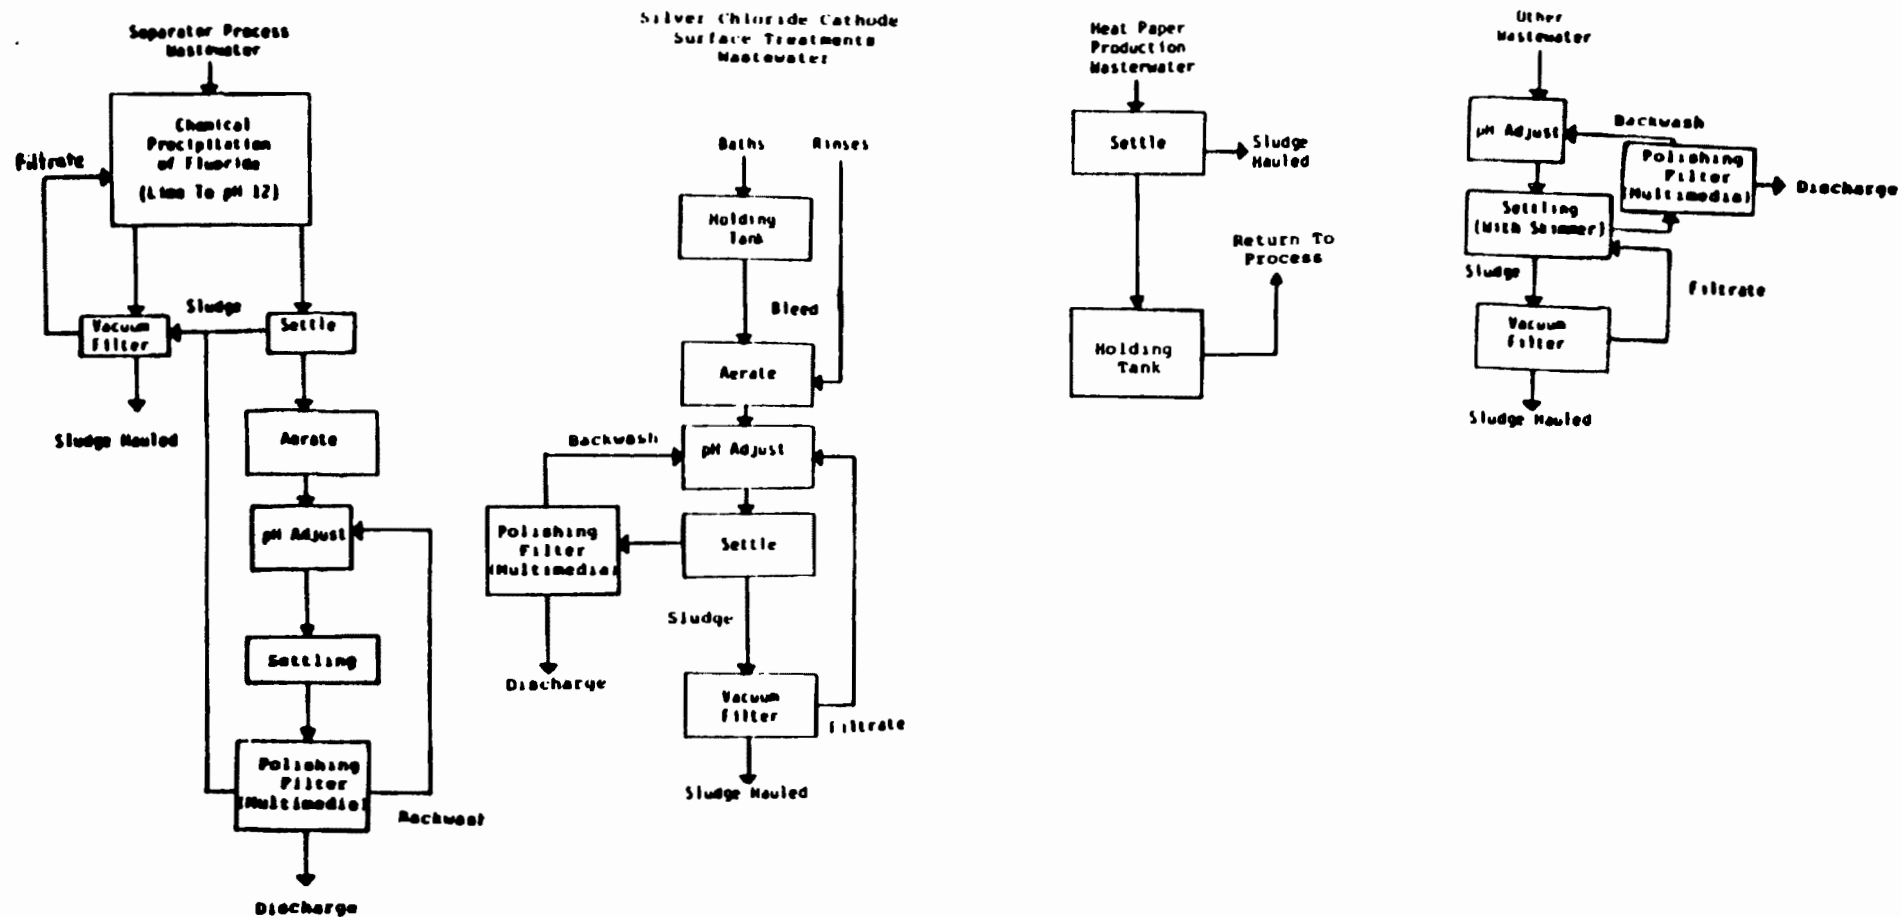 Separator Process
Wastewater
Chemical
Precipitation
of Fluoride
(Lime To pH 12)
Filtrate
Sludge
Vacuum
Filter
Settle
Sludge Hauled
Aerate
pH Adjust
Settling
Polishing
Filter
(Multimedia)
Backwash
Discharge
Silver Chloride Cathode
Surface Treatments
Wastewater
Baths
Rinses
Holding
Tank
Bleed
Aerate
Backwash
pH Adjust
Polishing
Filter
(Multimedia)
Settle
Sludge
Discharge
Vacuum
Filter
Filtrate
Sludge Hauled
Heat Paper
Production
Wasterwater
Settle
Sludge
Hauled
Return To
Process
Holding
Tank
Other
Wastewater
pH Adjust
Backwash
Polishing
Filter
(Multimedia)
Discharge
Settling
(With Skimmer)
Sludge
Filtrate
Vacuum
Filter
Sludge Hauled